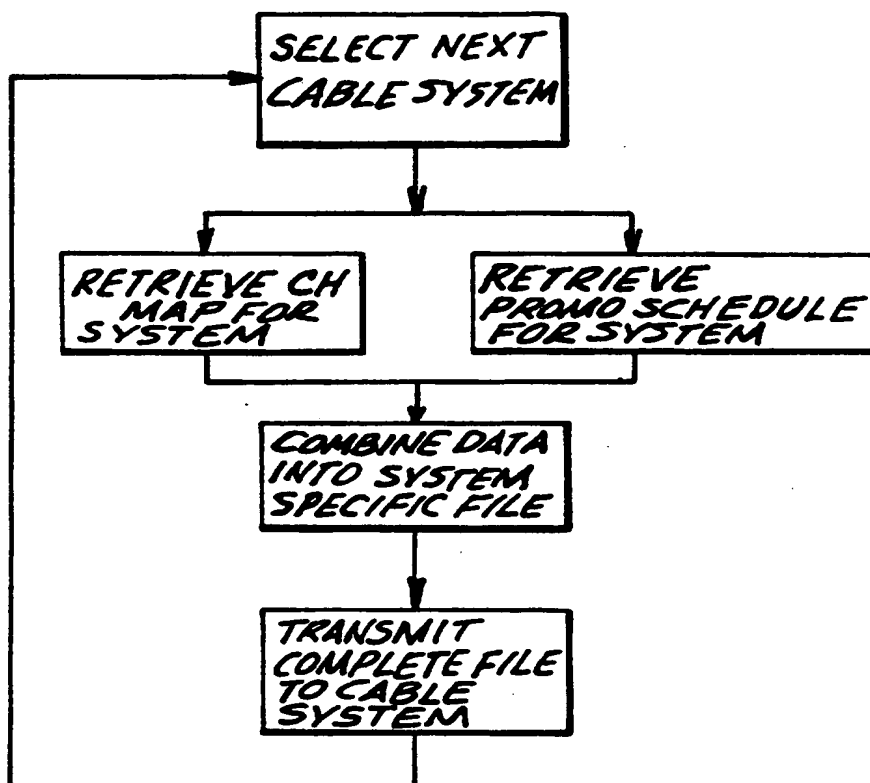 SELECT NEXT
CABLE SYSTEM
RETRIEVE CH
MAP FOR
SYSTEM
RETRIEVE
PROMO SCHEDULE
FOR SYSTEM
COMBINE DATA
INTO SYSTEM
SPECIFIC FILE
TRANSMIT
COMPLETE FILE
TO CABLE
SYSTEM